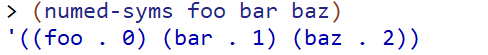 > (numed-syms foo bar baz)
'((foo . 0) (bar . 1) (baz . 2))